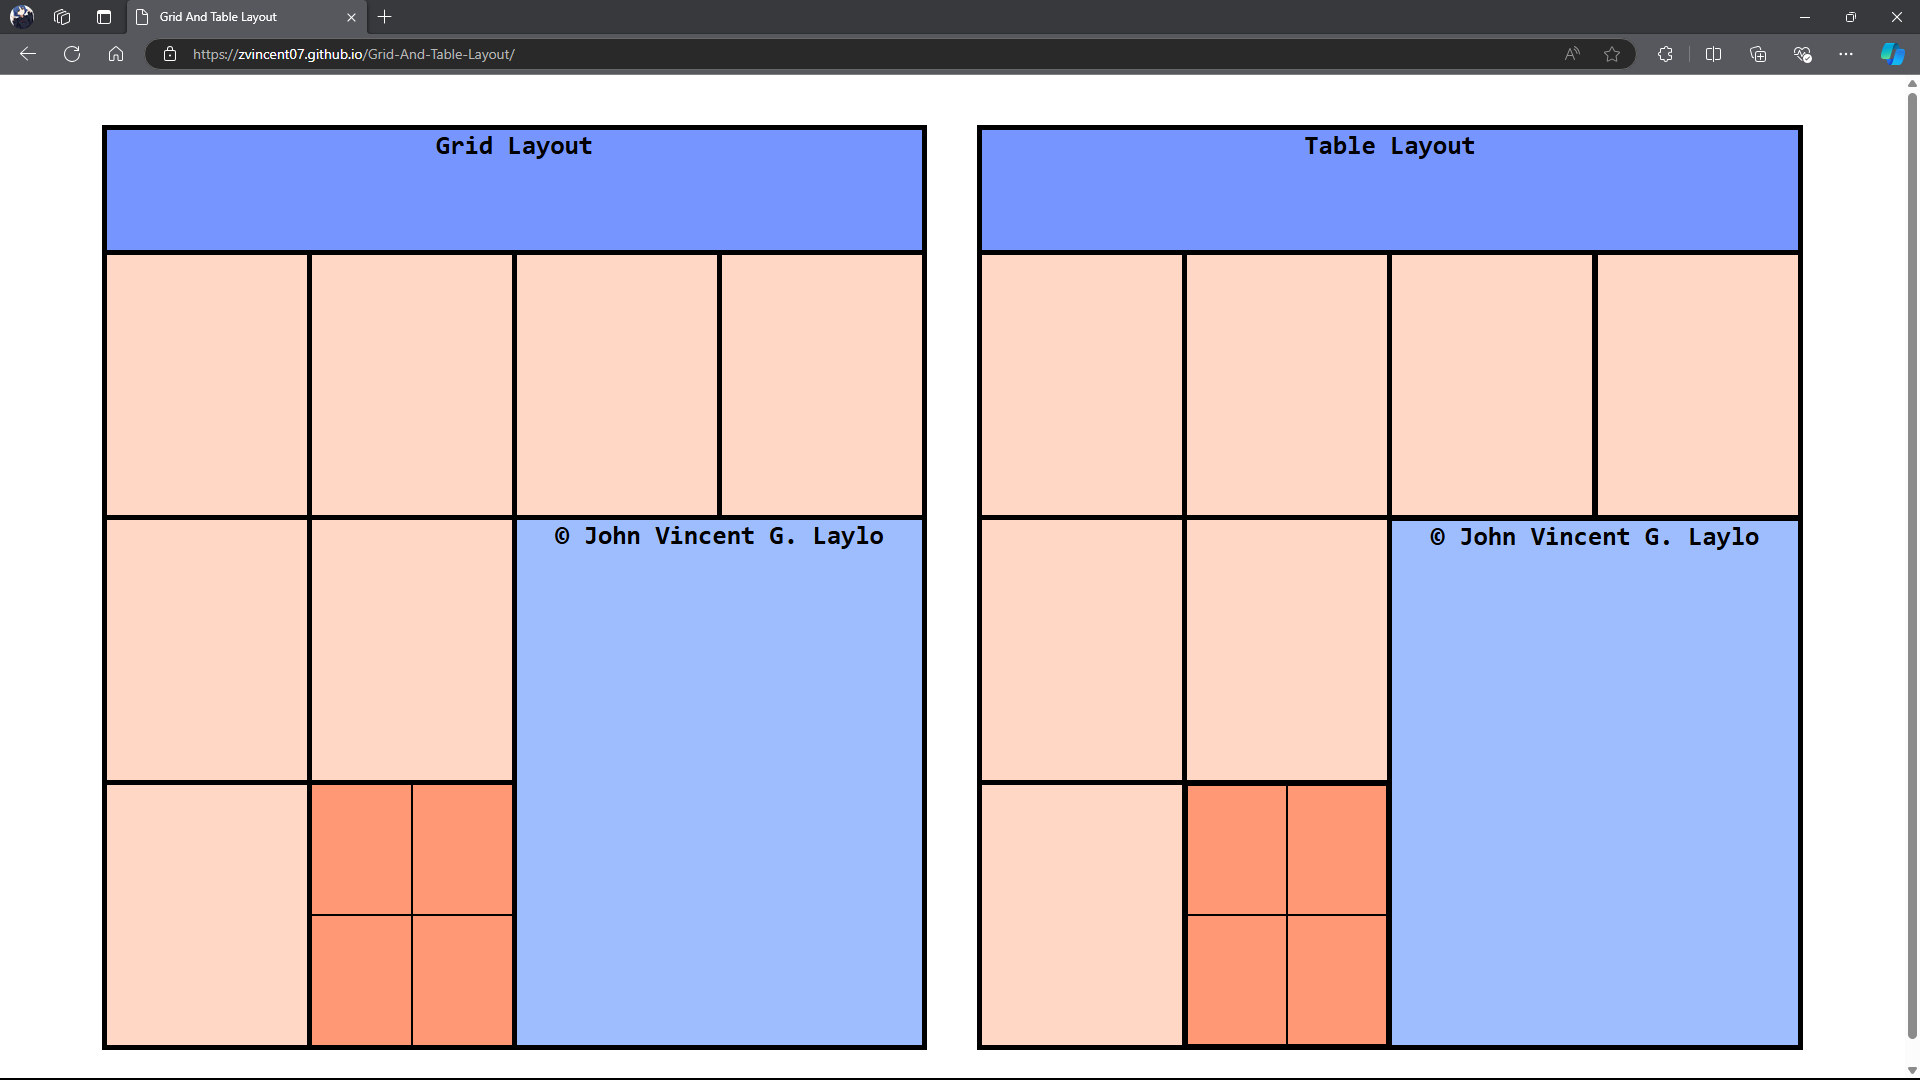 Grid And Table Layout
https://zvincent07.github.io/Grid-And-Table-Layout/
Grid Layout
Table Layout
© John Vincent G. Laylo
© John Vincent G. Laylo